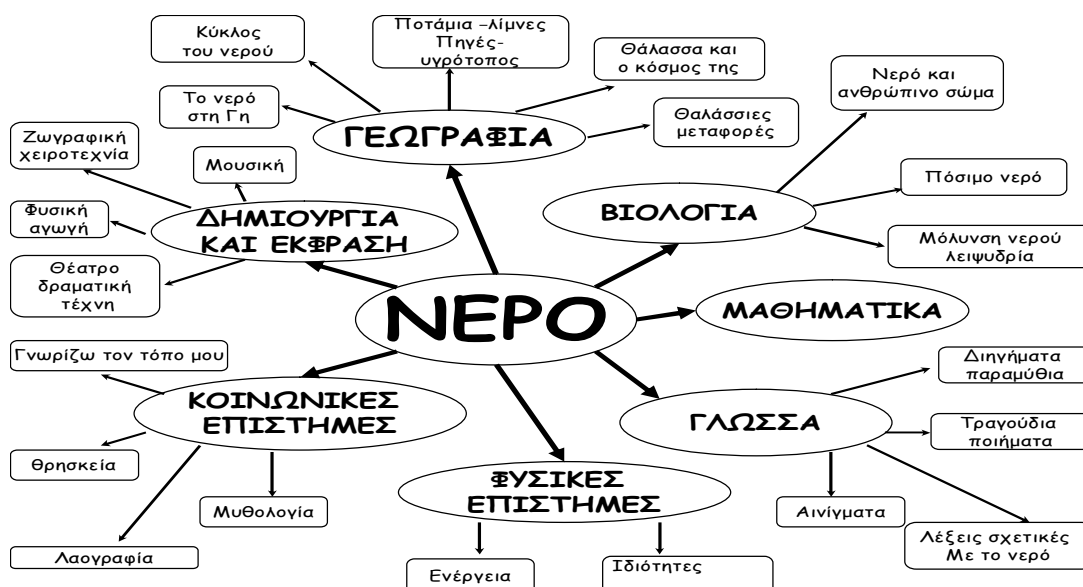 Κύκλος
του νερού
Ποτάμια –λίμνες
Πηγές-
υγρότοπος
Θάλασσα και
ο κόσμος της
Νερό και
ανθρώπινο σώμα
Το νερό
στη Γη
ΓΕΩΓΡΑΦΙΑ
Θαλάσσιες
μεταφορές
Ζωγραφική
χειροτεχνία
Μουσική
Πόσιμο νερό
Φυσική
αγωγή
ΔΗΜΙΟΥΡΓΙΑ
ΚΑΙ ΕΚΦΡΑΣΗ
ΒΙΟΛΟΓΙΑ
Μόλυνση νερού
λειψυδρία
Θέατρο
δραματική
τέχνη
ΝΕΡΟ
ΜΑΘΗΜΑΤΙΚΑ
Γνωρίζω τον τόπο μου
Διηγήματα
παραμύθια
ΚΟΙΝΩΝΙΚΕΣ
ΕΠΙΣΤΗΜΕΣ
ΓΛΩΣΣΑ
Τραγούδια
ποιήματα
Θρησκεία
ΦΥΣΙΚΕΣ
ΕΠΙΣΤΗΜΕΣ
Μυθολογία
Αινίγματα
Λέξεις σχετικές
Με το νερό
Λαογραφία
Ενέργεια
Ιδιότητες